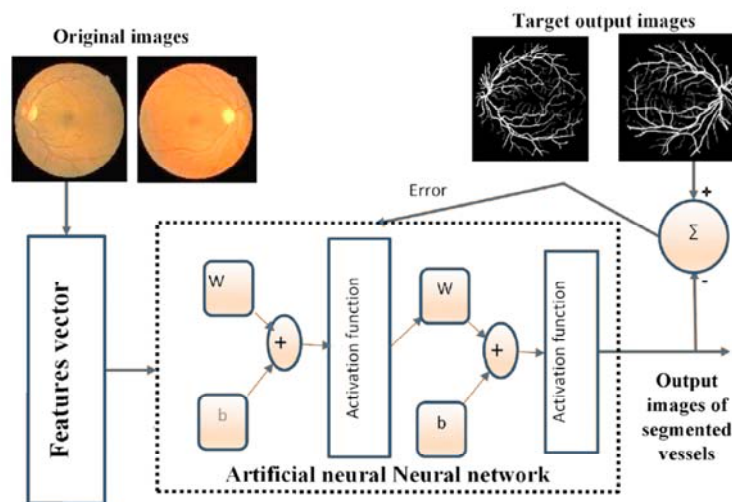 Original images
Target output images
Error
+
Σ
-
Features vector
W
+
b
Activation function
W
+
b
Activation function
Output
images of
segmented
vessels
Artificial neural Neural network